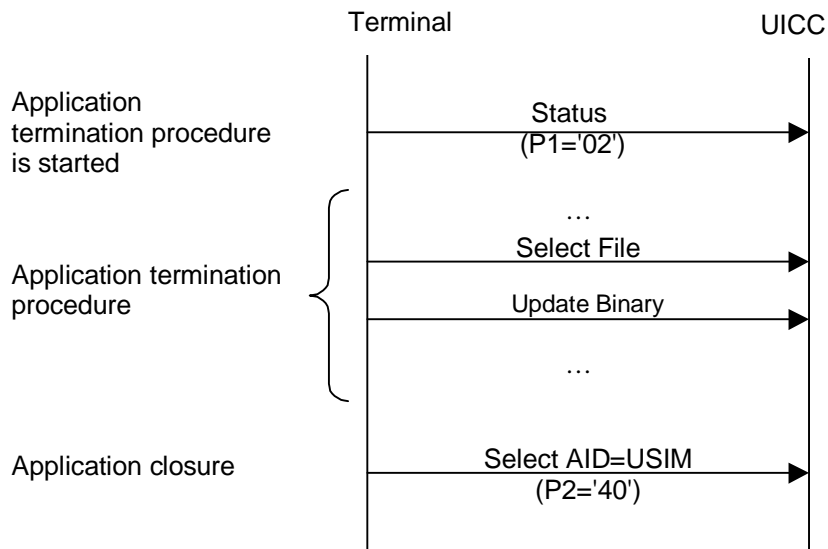 Terminal
UICC
Application
termination procedure
is started
Status
(P1='02')
…
Select File
Application termination
procedure
Update Binary
…
Application closure
Select AID=USIM
(P2='40')